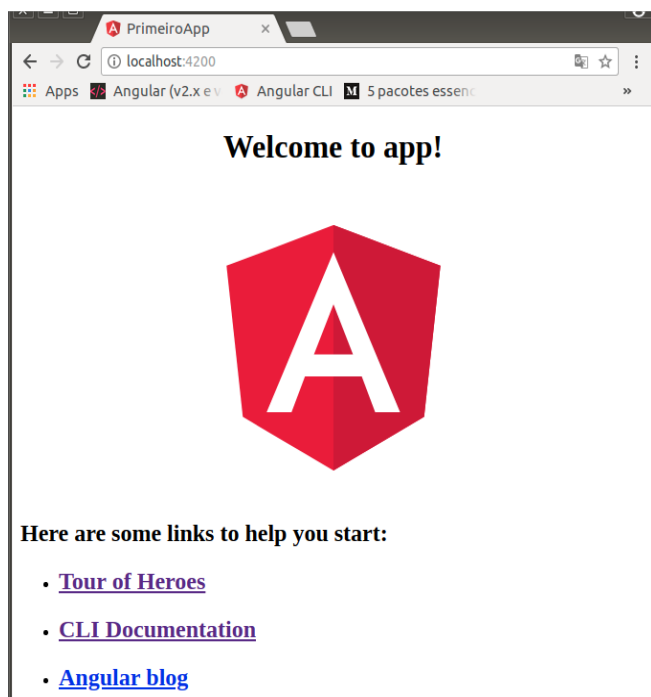 PrimeiroApp
localhost:4200
Apps </> Angular (v2.x e Angular CLI M 5 pacotes essenc »
Welcome to app!
A
Here are some links to help you start:
• Tour of Heroes
• CLI Documentation
• Angular blog